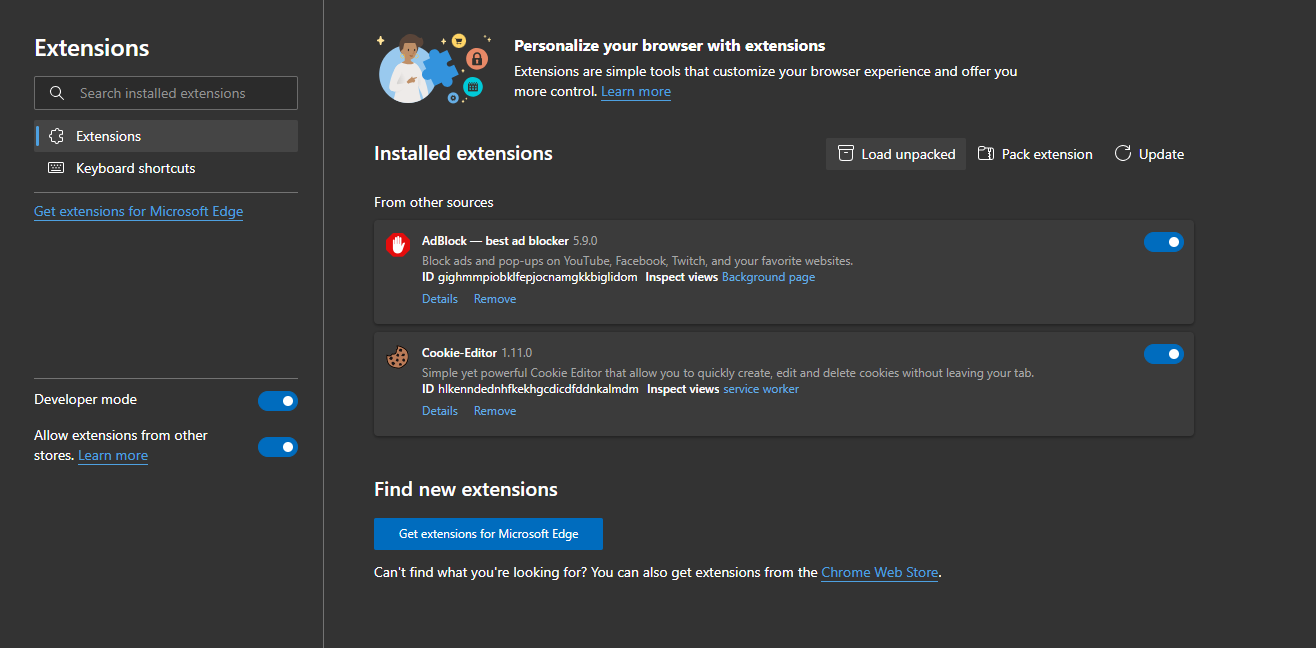 Extensions
Search installed extensions
Extensions
Keyboard shortcuts
Get extensions for Microsoft Edge
Developer mode
Allow extensions from other
stores. Learn more
Personalize your browser with extensions
Extensions are simple tools that customize your browser experience and offer you
more control. Learn more
Installed extensions
Load unpacked
Pack extension
Update
From other sources
AdBlock — best ad blocker 5.9.0
Block ads and pop-ups on YouTube, Facebook, Twitch, and your favorite websites.
ID gighmmpiobklfepjocnamgkkbiglidom Inspect views Background page
Details Remove
Cookie-Editor 1.11.0
Simple yet powerful Cookie Editor that allow you to quickly create, edit and delete cookies without leaving your tab.
ID hlkenndednhfkekhgcdicdfddnkalmdm Inspect views service worker
Details Remove
Find new extensions
Get extensions for Microsoft Edge
Can't find what you're looking for? You can also get extensions from the Chrome Web Store.